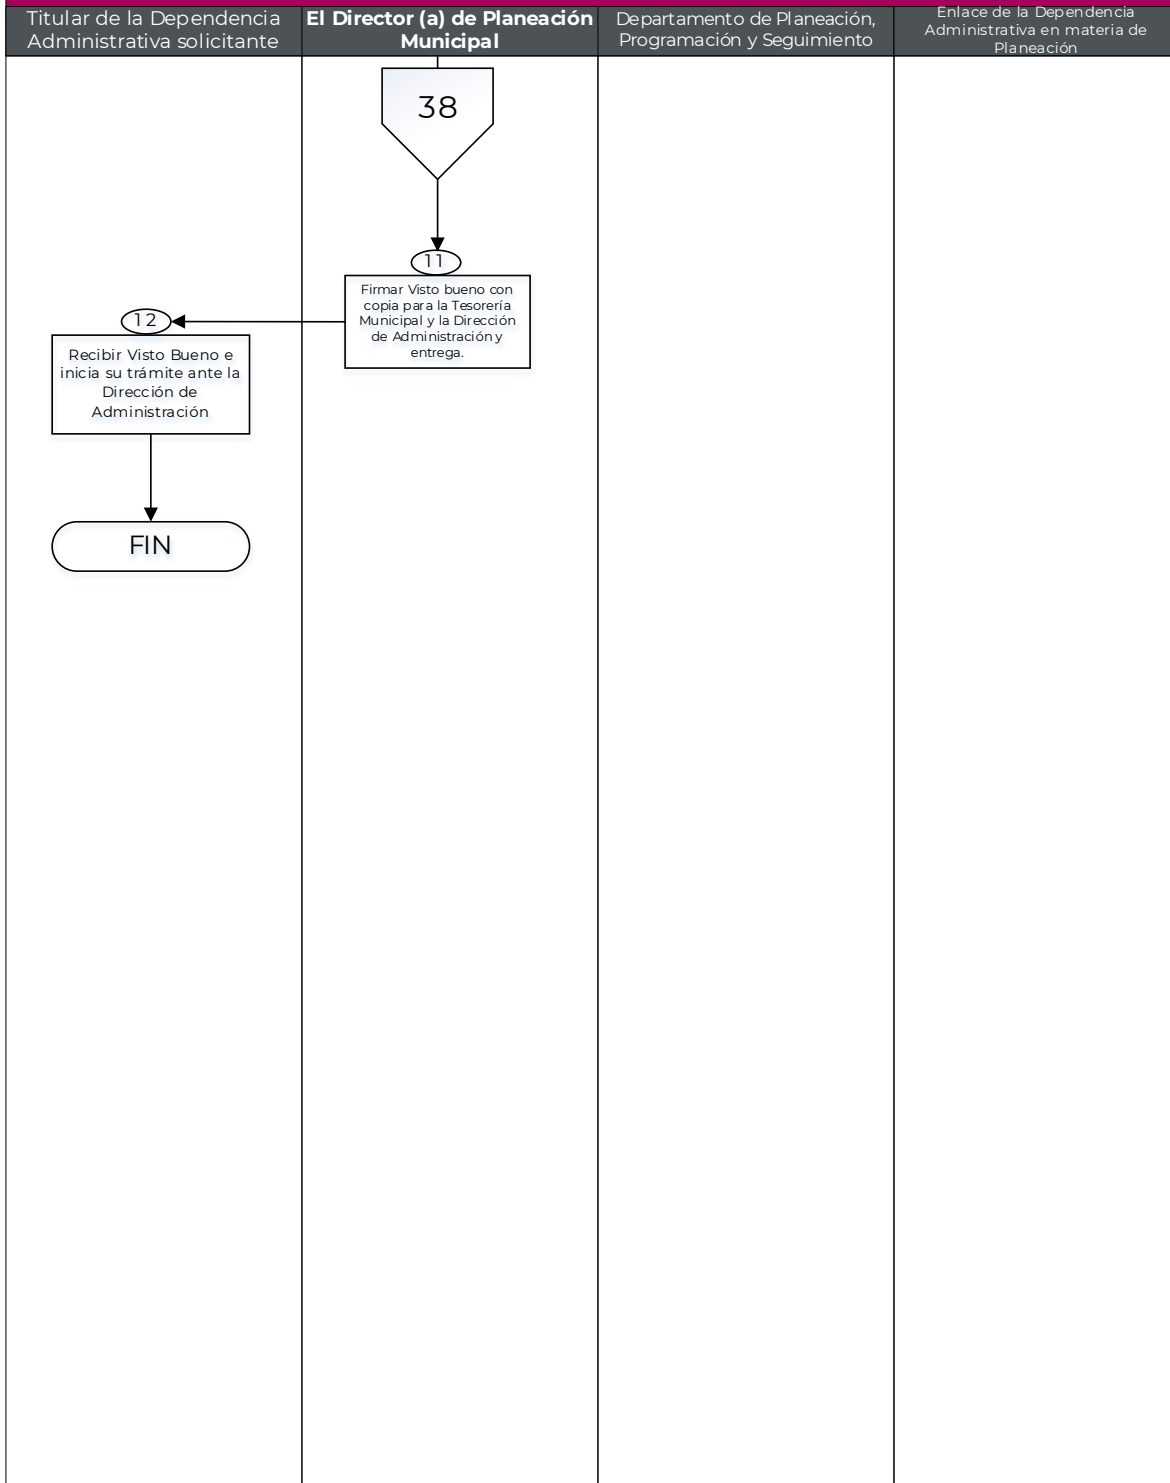 Titular de la Dependencia
Administrativa solicitante
El Director (a) de Planeación
Municipal
Departamento de Planeación,
Programación y Seguimiento
Enlace de la Dependencia
Administrativa en materia de
Planeación
38
11
Firmar Visto bueno con
copia para la Tesorería
Municipal y la Dirección
de Administración y
entrega.
12
Recibir Visto Bueno e
inicia su trámite ante la
Dirección de
Administración
FIN